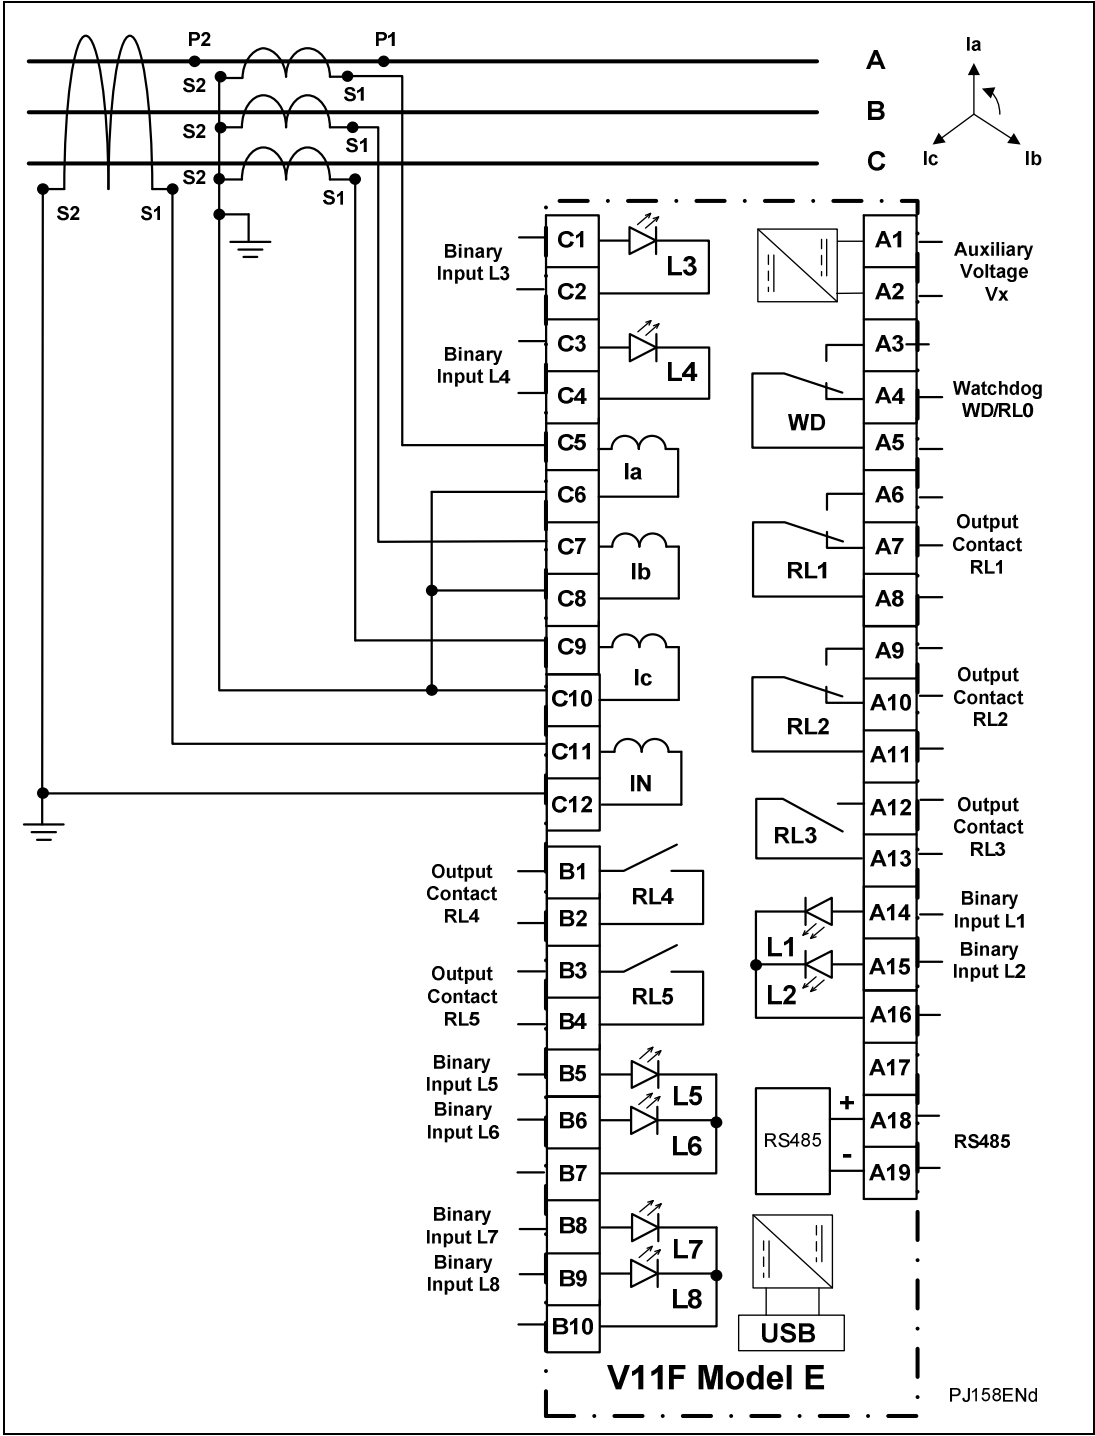 P2
P1
A
S2
S1
B
S2
S1
C
S2
S1
S2
S1
Ia
Ic
Ib
Binary
Input L3
C1
C2
L3
Binary
Input L4
C3
C4
L4
C5
C6
Ia
C7
C8
Ib
C9
C10
Ic
C11
C12
IN
Output
Contact
RL4
B1
B2
RL4
Output
Contact
RL5
B3
B4
RL5
Binary
Input L5
Binary
Input L6
B5
B6
B7
L5
L6
Binary
Input L7
Binary
Input L8
B8
B9
B10
L7
L8
A1
A2
Auxiliary
Voltage
Vx
A3
A4
A5
WD
Watchdog
WD/RL0
A6
A7
A8
RL1
Output
Contact
RL1
A9
A10
A11
RL2
Output
Contact
RL2
A12
A13
RL3
Output
Contact
RL3
A14
A15
A16
L1
L2
Binary
Input L1
Binary
Input L2
A17
A18
A19
+
-
RS485
RS485
USB
V11F Model E
PJ158ENd